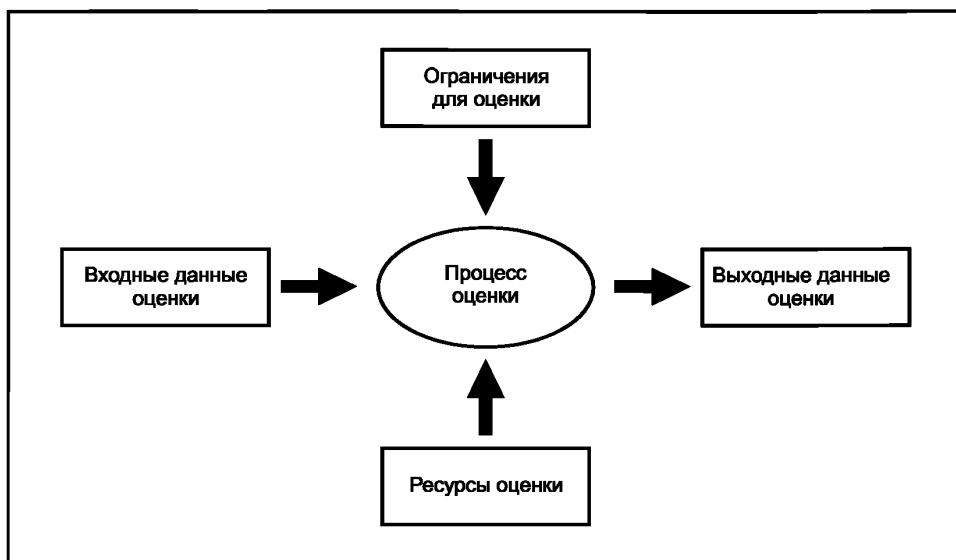 Ограничения
для оценки
Входные данные
оценки
Процесс
оценки
Выходные данные
оценки
Ресурсы оценки